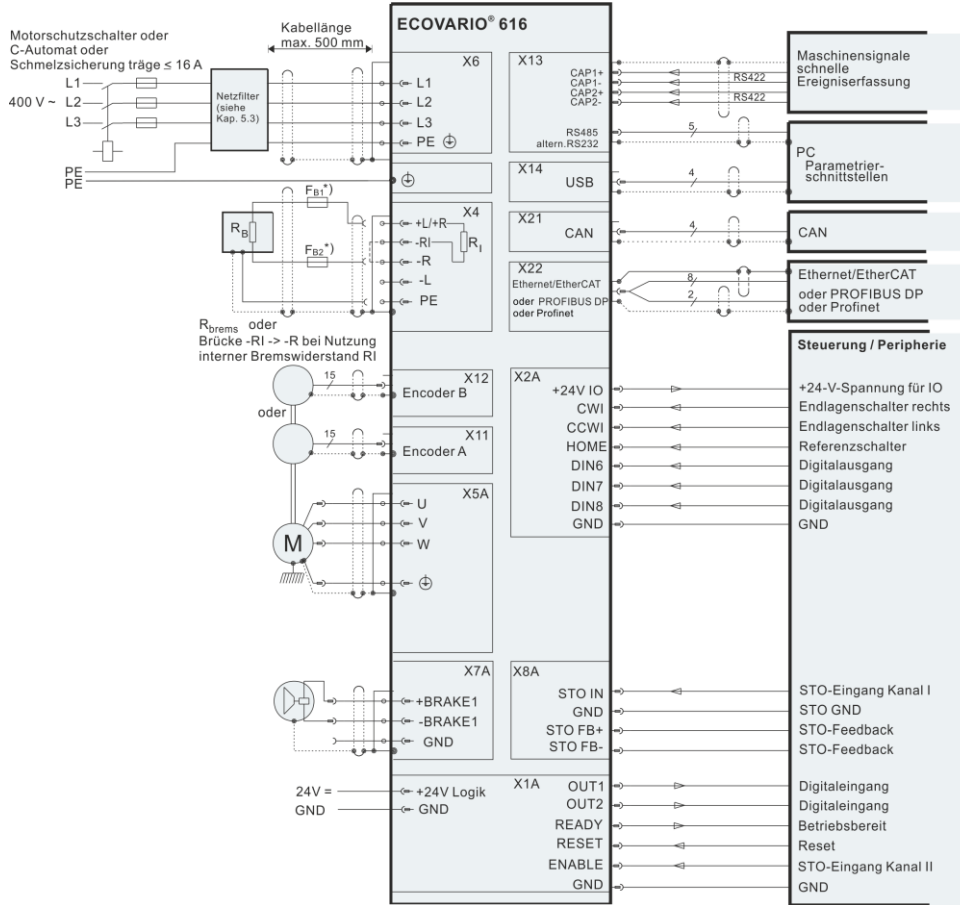 ECOVARIO® 616
Motorschutzschalter oder
C-Automat oder
Schmelzsicherung träge ≤ 16 A
Kabellänge
max. 500 mm
L1
400 V ~ L2
L3
PE
PE
Netzfilter
(siehe
Kap. 5.3)
X6
L1
L2
L3
PE
X4
FB1*)
FB2*)
RB
+L/+R
-RI
-R
-L
PE
RI
Rbrems oder
Brücke -RI -> -R bei Nutzung
interner Bremswiderstand RI
15
X12
Encoder B
oder
15
X11
Encoder A
X5A
U
V
W
M
X7A
+BRAKE1
-BRAKE1
GND
24V =
GND
+24V Logik
GND
X13
CAP1+
CAP1-
CAP2+
CAP2-
RS422
RS422
Maschinensignale
schnelle
Ereigniserfassung
RS485
altern.RS232
5
PC
Parametrier-
schnittstellen
X14
USB
4
X21
CAN
4
CAN
X22
Ethernet/EtherCAT
oder PROFIBUS DP
oder Profinet
8
2
Ethernet/EtherCAT
oder PROFIBUS DP
oder Profinet
Steuerung / Peripherie
X2A
+24V IO
+24-V-Spannung für IO
CWI
Endlagenschalter rechts
CCWI
Endlagenschalter links
HOME
Referenzschalter
DIN6
Digitalausgang
DIN7
Digitalausgang
DIN8
Digitalausgang
GND
GND
X8A
STO IN
STO-Eingang Kanal I
GND
STO GND
STO FB+
STO-Feedback
STO FB-
STO-Feedback
X1A
OUT1
Digitaleingang
OUT2
Digitaleingang
READY
Betriebsbereit
RESET
Reset
ENABLE
STO-Eingang Kanal II
GND
GND